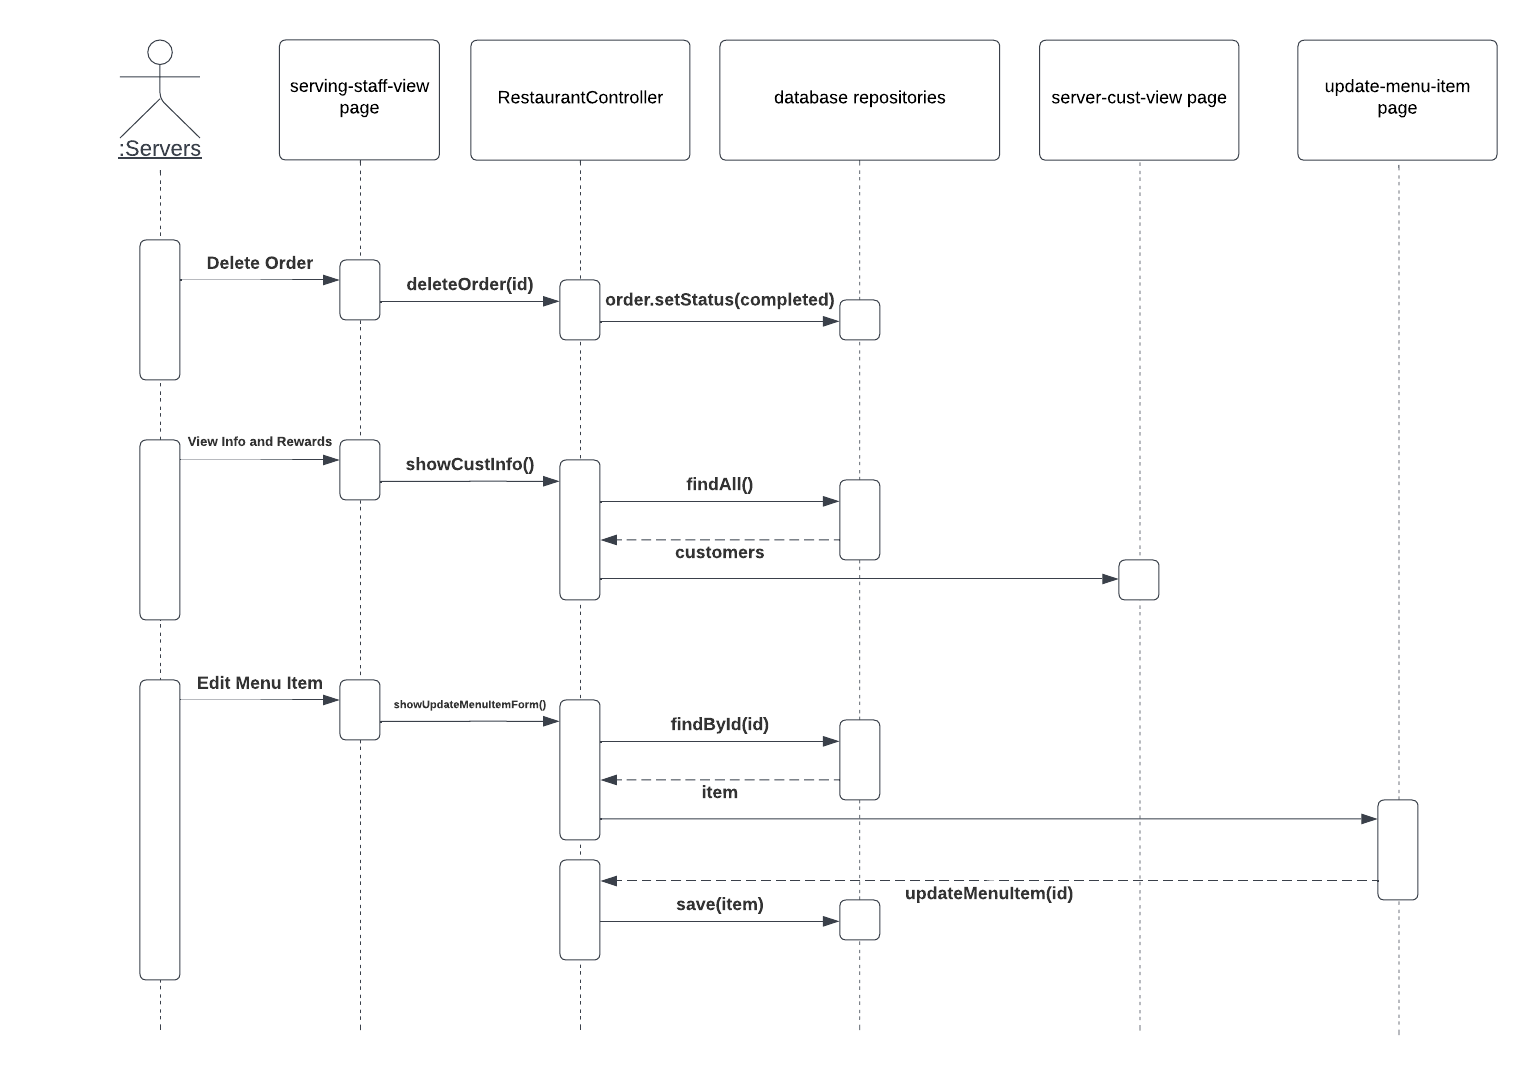 :Servers
serving-staff-view
page
RestaurantController
database repositories
server-cust-view page
update-menu-item
page
Delete Order
deleteOrder(id)
order.setStatus(completed)
View Info and Rewards
showCustInfo()
findAll()
customers
Edit Menu Item
showUpdateMenuItemForm()
findById(id)
item
updateMenuItem(id)
save(item)